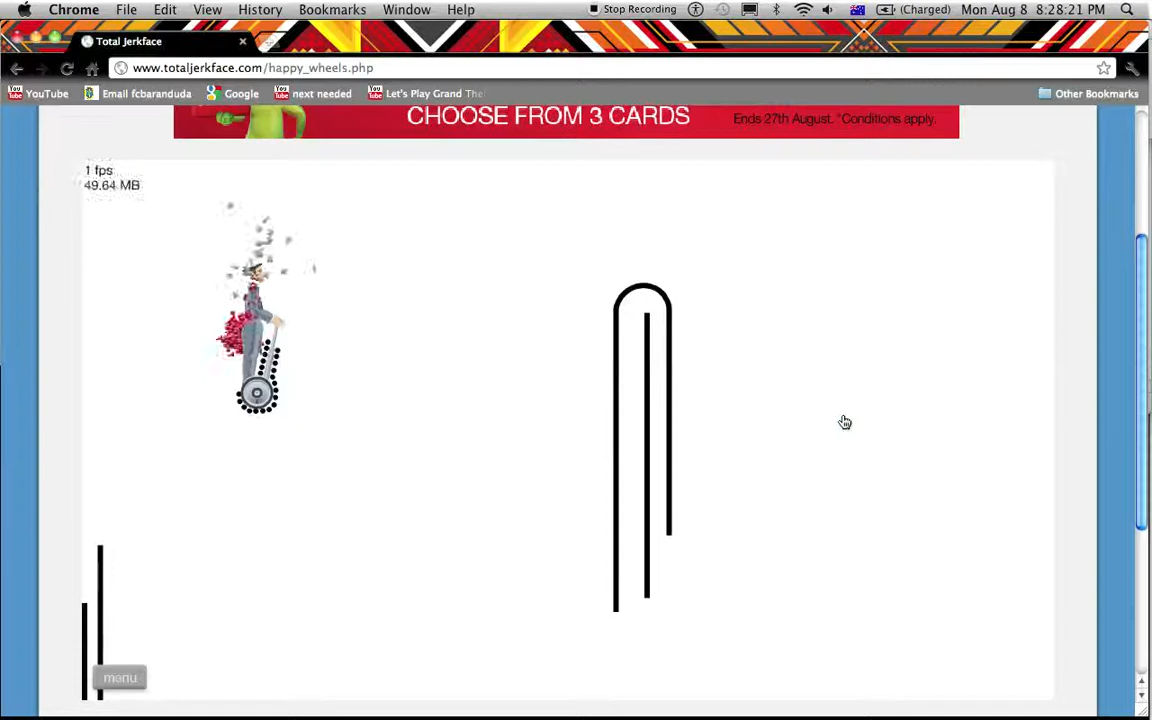 Chrome File Edit View History Bookmarks Window Help Stop Recording (Charged) Mon Aug 8 8:28:21 PM
Total Jerkface
www.totaljerkface.com/happy_wheels.php
YouTube Email fcbaranduda Google next needed Let's Play Grand The Other Bookmarks
CHOOSE FROM 3 CARDS Ends 27th August. *Conditions apply.
1 fps
49.64 MB
menu